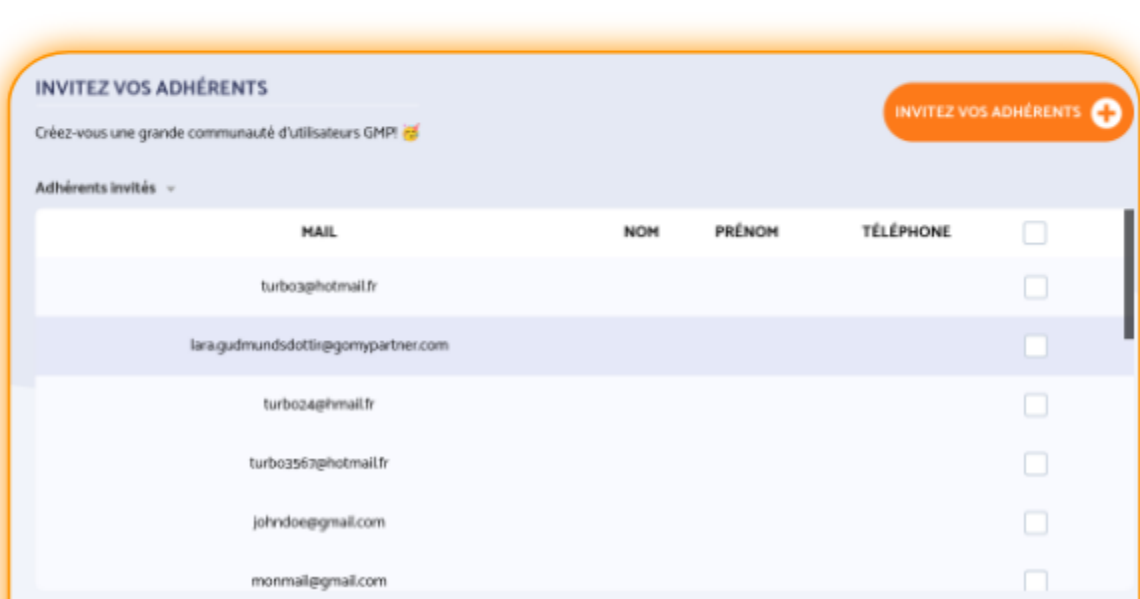 INVITEZ VOS ADHÉRENTS
INVITEZ VOS ADHÉRENTS
Créez-vous une grande communauté d'utilisateurs GMP! 🥳
Adhérents invités
MAIL NOM PRÉNOM TÉLÉPHONE
turbo3@hotmail.fr
lara.gudmundsdottir@gomypartner.com
turbo24@hmail.fr
turbo3567@hotmail.fr
johndoe@gmail.com
monmail@gmail.com